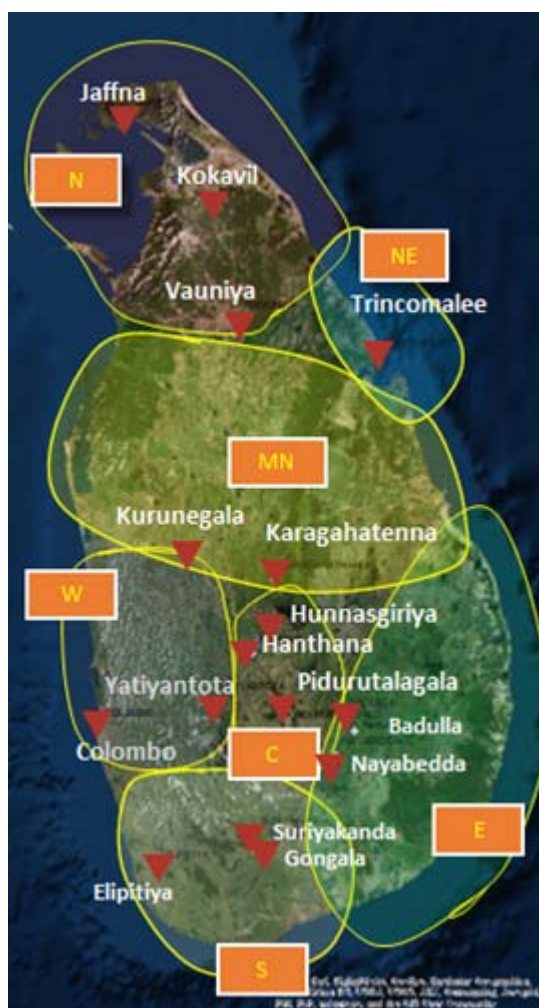 Jaffna
N
Kokavil
NE
Vauniya
Trincomalee
MN
Kurunegala
Karagahatenna
W
Hunnasgiriya
Hanthana
Yatiyantota
Pidurutalagala
Badulla
Colombo
C
Nayabedda
E
Suriyakanda
Gongala
Elipitiya
S